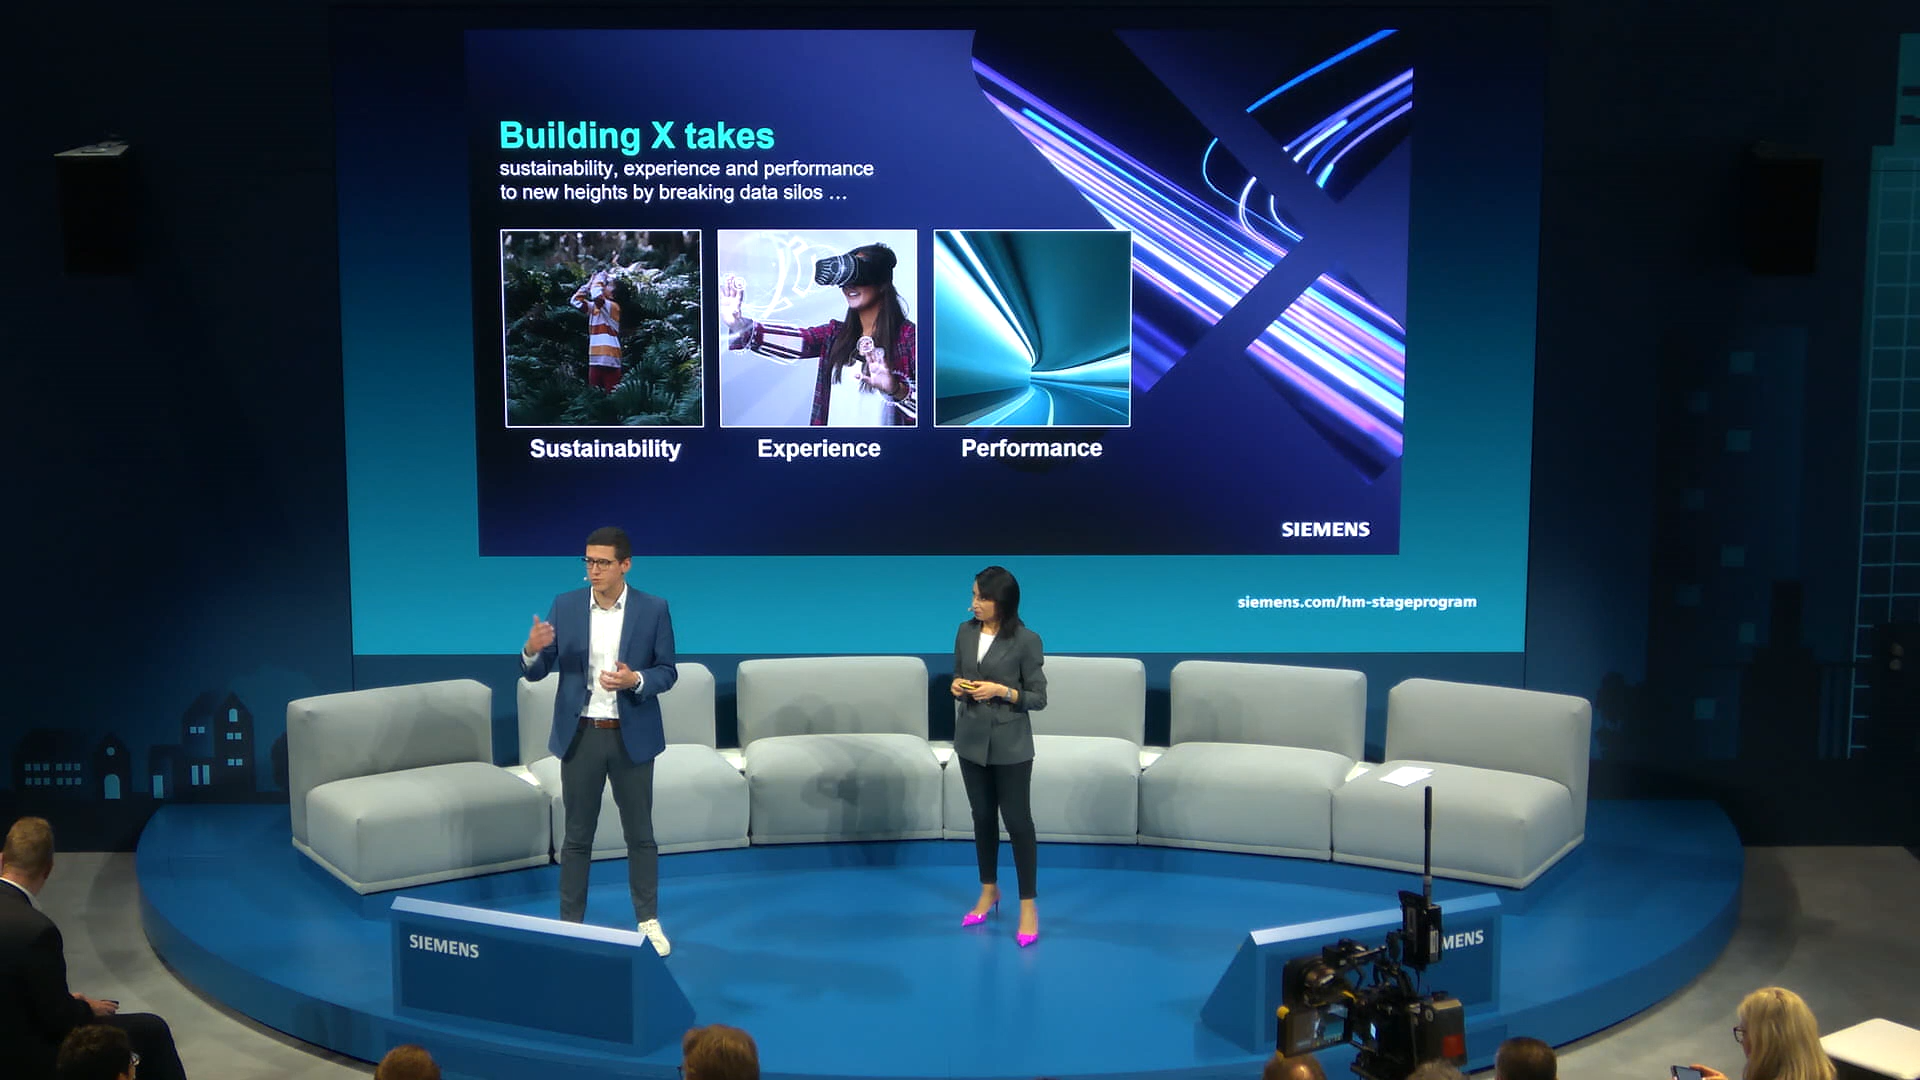 Building X takes
sustainability, experience and performance
to new heights by breaking data silos ...
Sustainability Experience Performance
SIEMENS
siemens.com/hm-stageprogram
SIEMENS
MENS